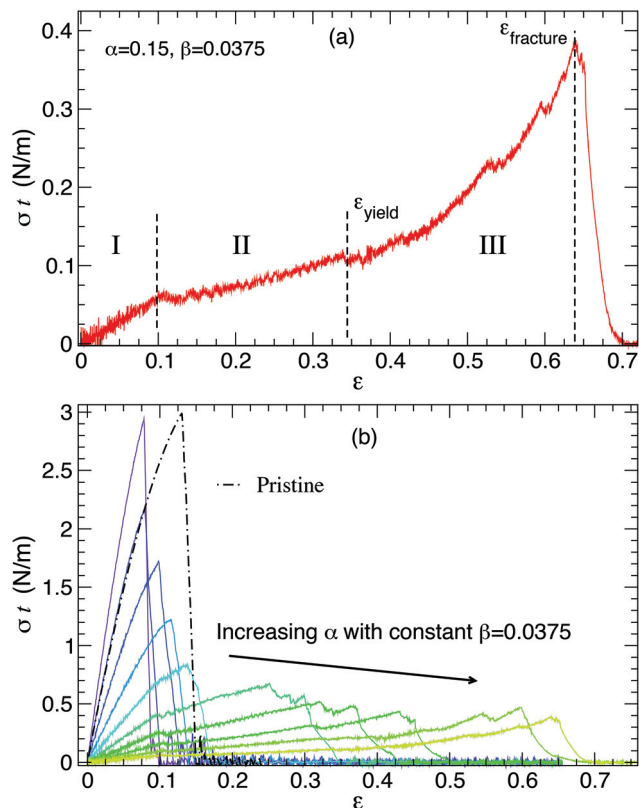 (a)
α=0.15, β=0.0375
ε_fracture
ε_yield
I
II
III
σ t (N/m)
0.4
0.3
0.2
0.1
0
0 0.1 0.2 0.3 0.4 0.5 0.6 0.7
ε
(b)
Pristine
Increasing α with constant β=0.0375
σ t (N/m)
3
2.5
2
1.5
1
0.5
0
0 0.1 0.2 0.3 0.4 0.5 0.6 0.7
ε